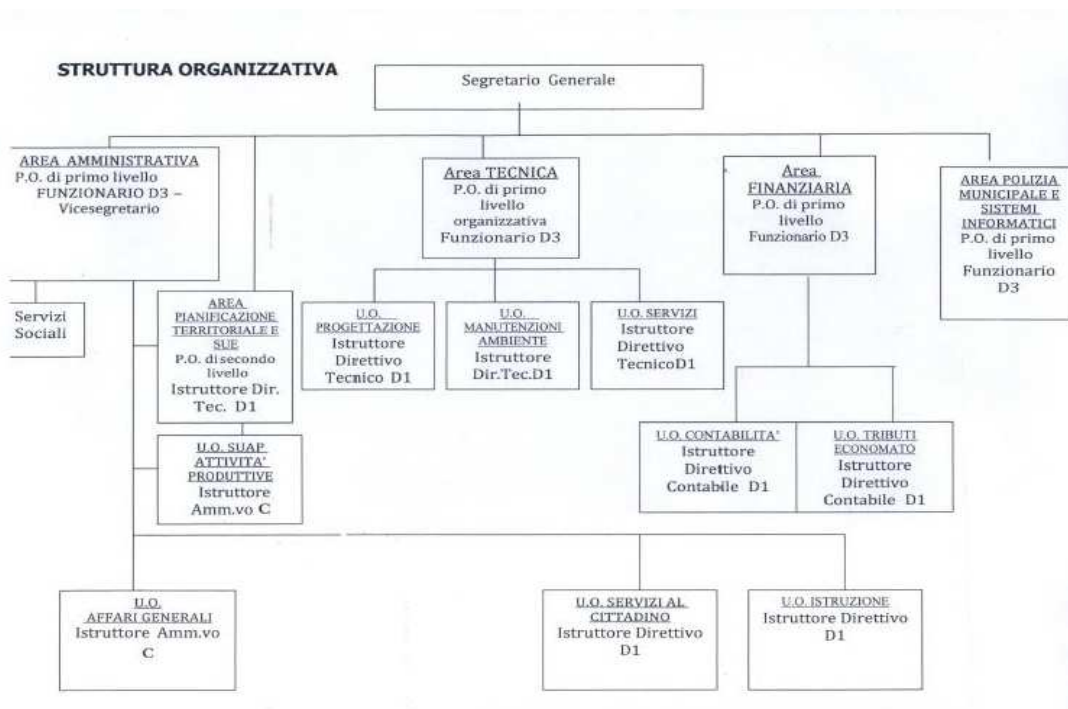 STRUTTURA ORGANIZZATIVA
Segretario Generale
AREA AMMINISTRATIVA
P.O. di primo livello
FUNZIONARIO D3 –
Vicesegretario
Area TECNICA
P.O. di primo
livello
organizzativa
Funzionario D3
Area
FINANZIARIA
P.O. di primo
livello
Funzionario D3
AREA POLIZIA
MUNICIPALE E
SISTEMI
INFORMATICI
P.O. di primo
livello
Funzionario
D3
Servizi
Sociali
AREA
PIANIFICAZIONE
TERRITORIALE E
SUE
P.O. di secondo
livello
Istruttore Dir.
Tec. D1
U.O.
PROGETTAZIONE
Istruttore
Direttivo
Tecnico D1
U.O.
MANUTENZIONI
AMBIENTE
Istruttore
Dir.Tec.D1
U.O. SERVIZI
Istruttore
Direttivo
TecnicoD1
U.O. SUAP
ATTIVITA'
PRODUTTIVE
Istruttore
Amm.vo C
U.O. CONTABILITA'
Istruttore
Direttivo
Contabile D1
U.O. TRIBUTI
ECONOMATO
Istruttore
Direttivo
Contabile D1
U.O.
AFFARI GENERALI
Istruttore Amm.vo
C
U.O. SERVIZI AL
CITTADINO
Istruttore Direttivo
D1
U.O. ISTRUZIONE
Istruttore Direttivo
D1